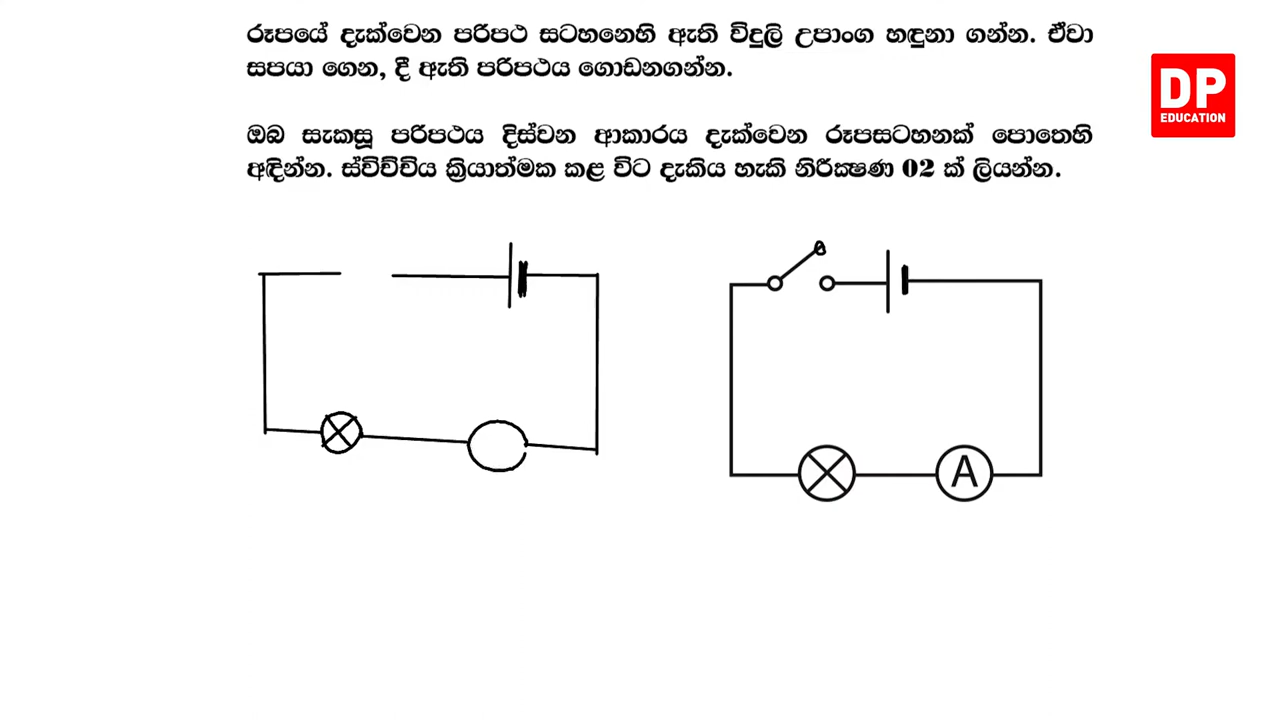 රූපයේ දැක්වෙන පරිපථ සටහනෙහි ඇති විදුලි උපාංග හඳුනා ගන්න. ඒවා
සපයා ගෙන, දී ඇති පරිපථය ගොඩනගන්න.
DP
EDUCATION
ඔබ සැකසූ පරිපථය දිස්වන ආකාරය දැක්වෙන රූපසටහනක් පොතෙහි
අඳින්න. ස්විච්චිය ක්‍රියාත්මක කළ විට දැකිය හැකි නිරීක්ෂණ 02 ක් ලියන්න.
A